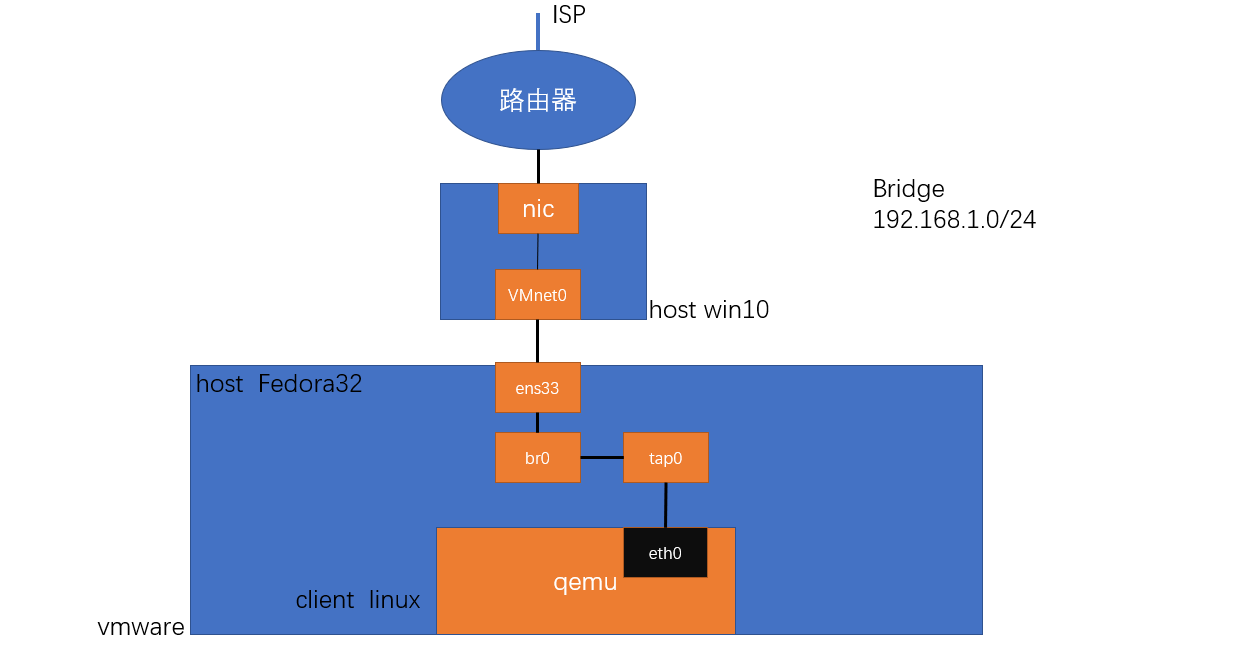 ISP
路由器
nic
Bridge
192.168.1.0/24
VMnet0
host win10
host  Fedora32
ens33
br0
tap0
eth0
qemu
client  linux
vmware